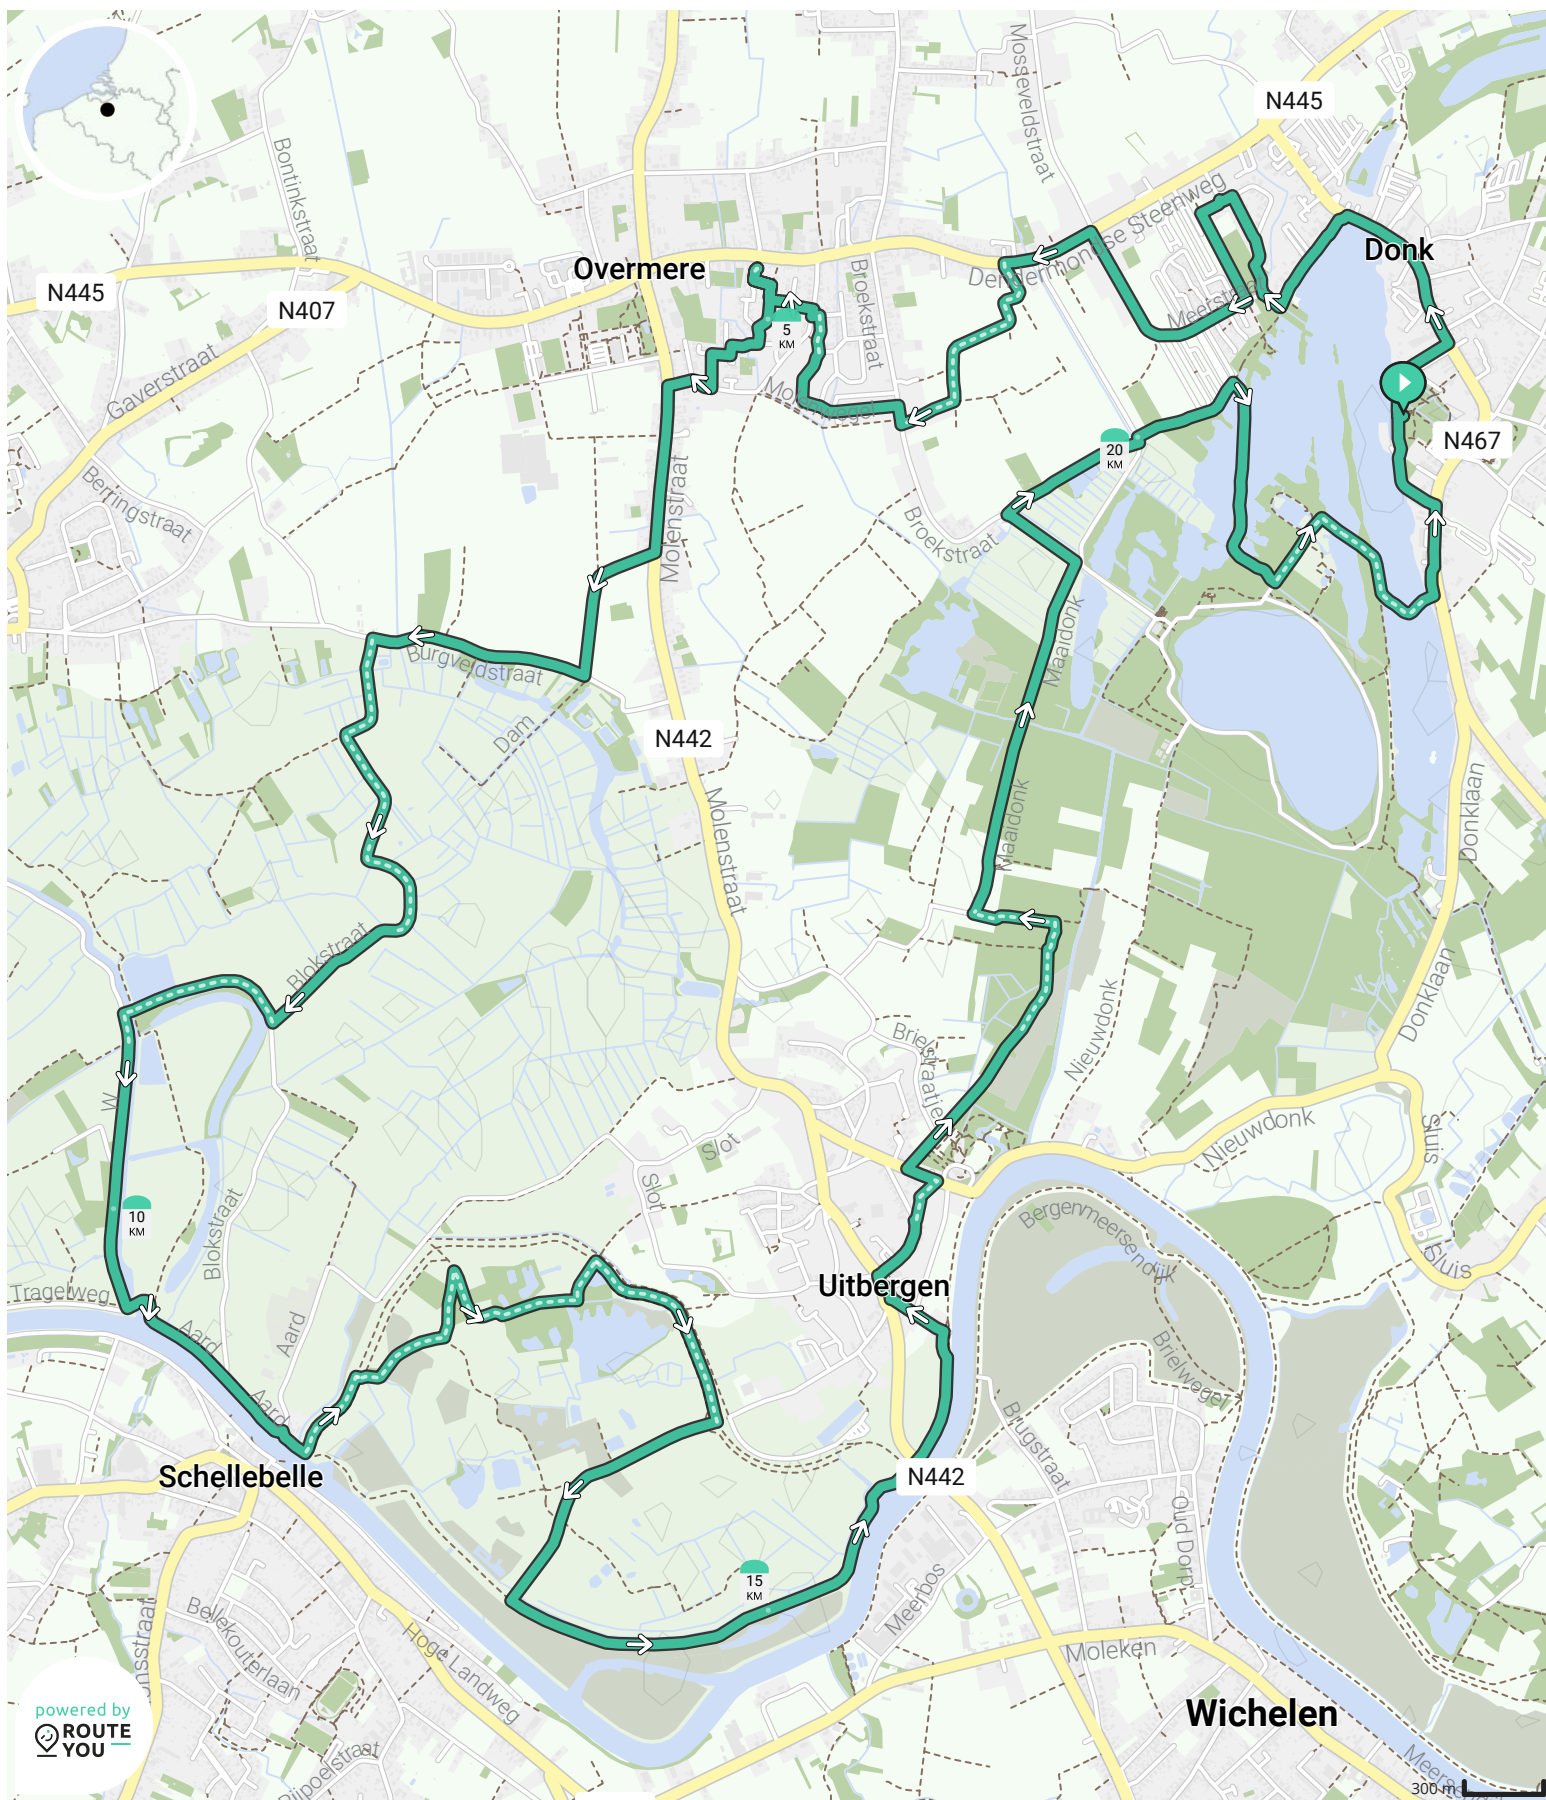 N445
Mosseveldstraat
Bontinkstraat
Dendermondse Steenweg
Donk
Overmere
N445
N407
Broekstraat
Meerstraat
5
KM
Gaverstraat
Molenwegel
N467
20
KM
Berringstraat
Molenstraat
Broekstraat
Maaidonk
Burgveldstraat
Dam
N442
Donklaan
Molenstraat
Maaidonk
Blokstraat
Donklaan
Nieuwdonk
Brielstraatje
W
Nieuwdonk
Sluis
Slot
Slot
10
KM
Blokstraat
Bergenmeersendijk
Sluis
Tragelweg
Uitbergen
Aard
Aard
Brielwegel
Aard
Brugstraat
Schellebelle
N442
Oud Dorp
15
KM
Meerbos
Bellekouterlaan
Hoge Landweg
Moleken
powered by
ROUTE
YOU
Wichelen
300 m